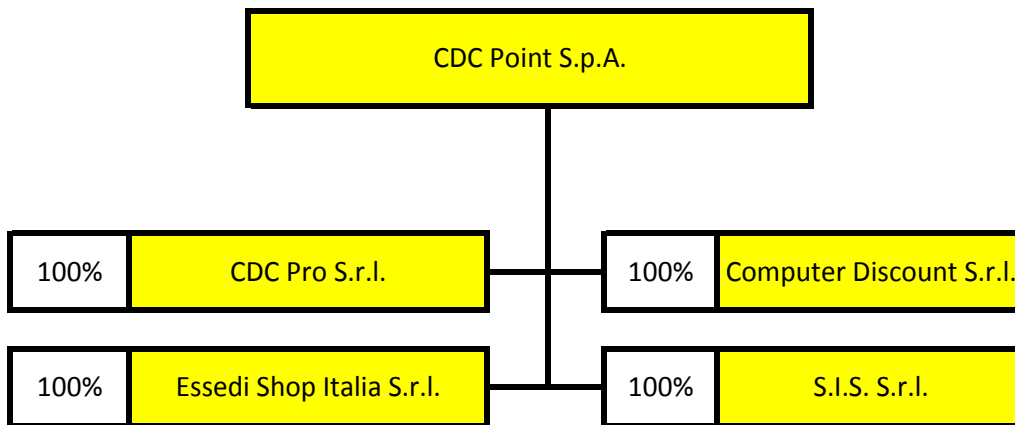 CDC Point S.p.A.
100% CDC Pro S.r.l. 100% Computer Discount S.r.l.
100% Essedi Shop Italia S.r.l. 100% S.I.S. S.r.l.